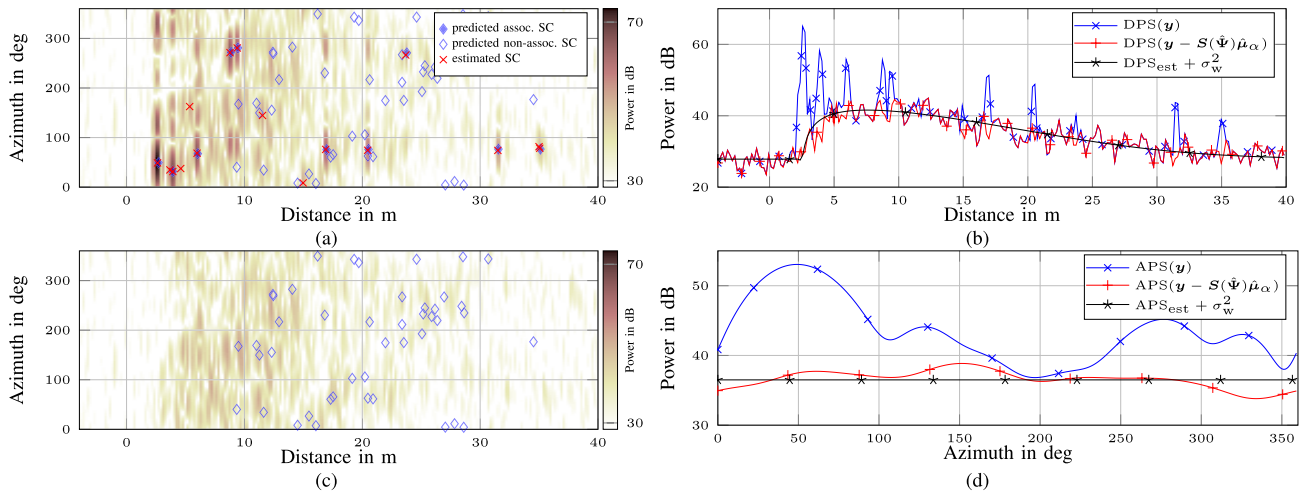 300
200
100
0
Azimuth in deg
0
10
20
30
40
Distance in m
(a)
predicted assoc. SC
predicted non-assoc. SC
estimated SC
70
30
Power in dB
60
40
20
Power in dB
0
5
10
15
20
25
30
35
40
Distance in m
(b)
DPS(y)
DPS(y − S(Ψ̂)μ̂α)
DPSest + σ²w
300
200
100
0
Azimuth in deg
0
10
20
30
40
Distance in m
(c)
70
30
Power in dB
50
40
30
Power in dB
0
50
100
150
200
250
300
350
Azimuth in deg
(d)
APS(y)
APS(y − S(Ψ̂)μ̂α)
APSest + σ²w